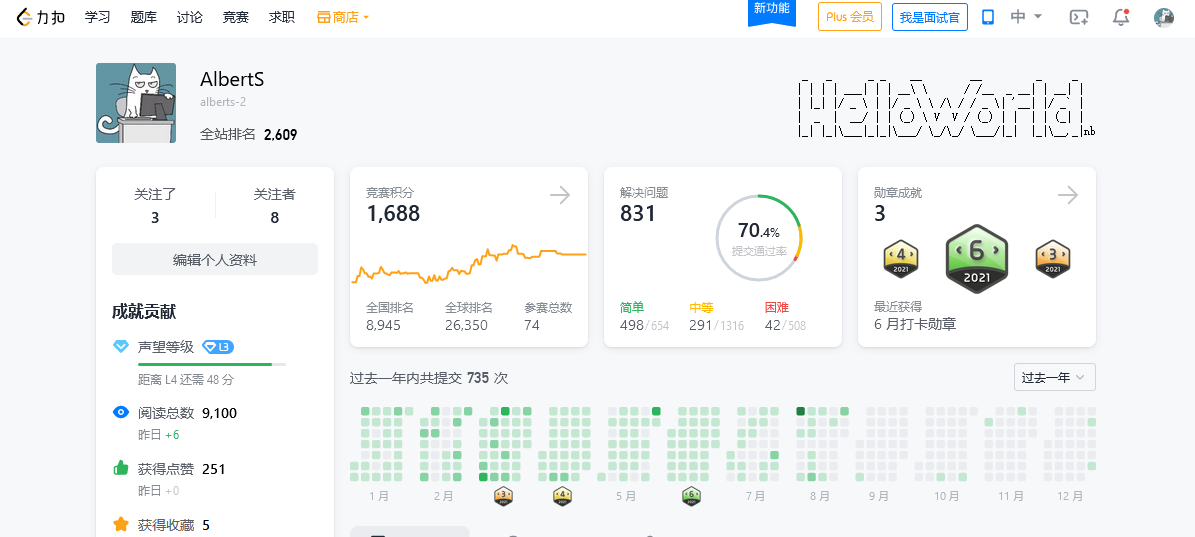 力扣 学习 题库 讨论 竞赛 求职 商店 新功能 Plus 会员 我是面试官 中
AlbertS
alberts-2
全站排名 2,609
nb
关注了 关注者
3 8
编辑个人资料
成就贡献
声望等级 L3
距离 L4 还需 48 分
阅读总数 9,100
昨日 +6
获得点赞 251
昨日 +0
获得收藏 5
竞赛积分
1,688
全国排名 全球排名 参赛总数
8,945 26,350 74
解决问题
831
70.4%
提交通过率
简单 中等 困难
498/654 291/1316 42/508
勋章成就
3
4 2021 6 2021 3 2021
最近获得
6 月打卡勋章
过去一年内共提交 735 次 过去一年
1 月 2 月 3 2021 4 2021 5 月 6 2021 7 月 8 月 9 月 10 月 11 月 12 月